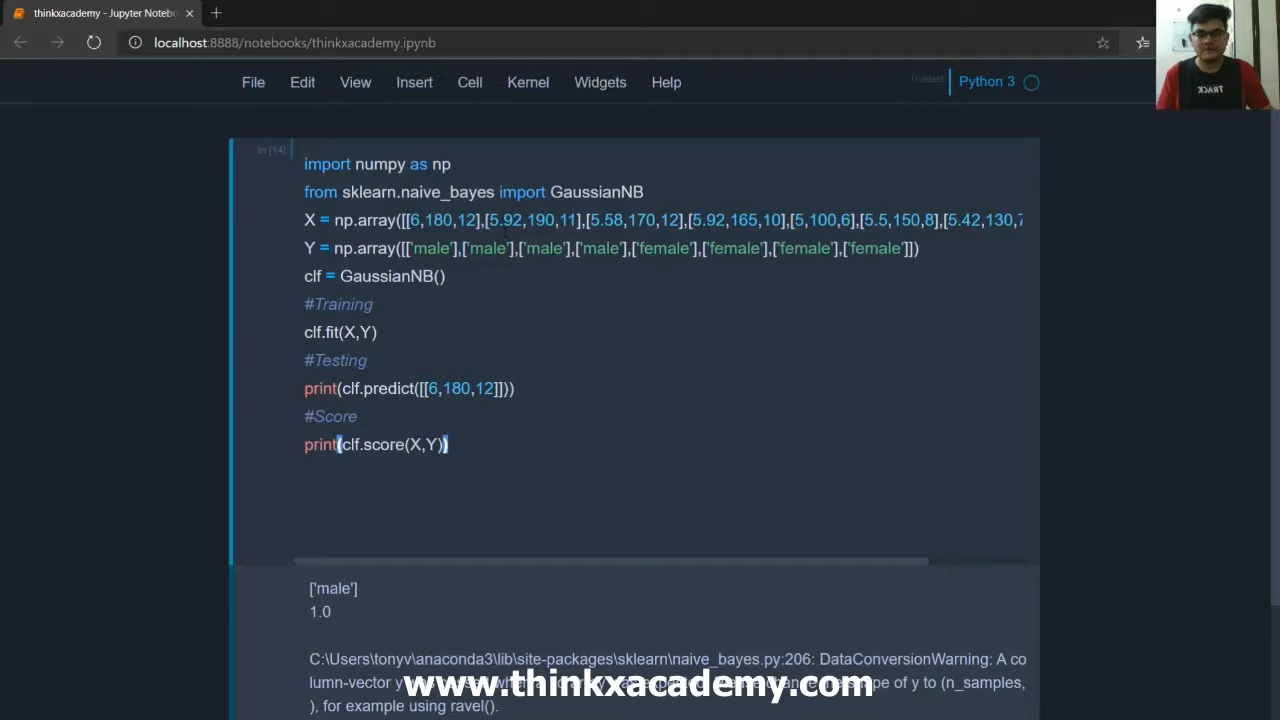 thinkxacademy - Jupyter Notebo
localhost:8888/notebooks/thinkxacademy.ipynb
File Edit View Insert Cell Kernel Widgets Help
Trusted
Python 3
TRACK
In [14]
import numpy as np
from sklearn.naive_bayes import GaussianNB
X = np.array([[6,180,12],[5.92,190,11],[5.58,170,12],[5.92,165,10],[5,100,6],[5.5,150,8],[5.42,130,7
Y = np.array([['male'],['male'],['male'],['male'],['female'],['female'],['female'],['female']])
clf = GaussianNB()
#Training
clf.fit(X,Y)
#Testing
print(clf.predict([[6,180,12]]))
#Score
print(clf.score(X,Y))
['male']
1.0
C:\Users\tonyv\anaconda3\lib\site-packages\sklearn\naive_bayes.py:206: DataConversionWarning: A co
lumn-vector y shape of y to (n_samples,
www.thinkxacademy.com
), for example using ravel().